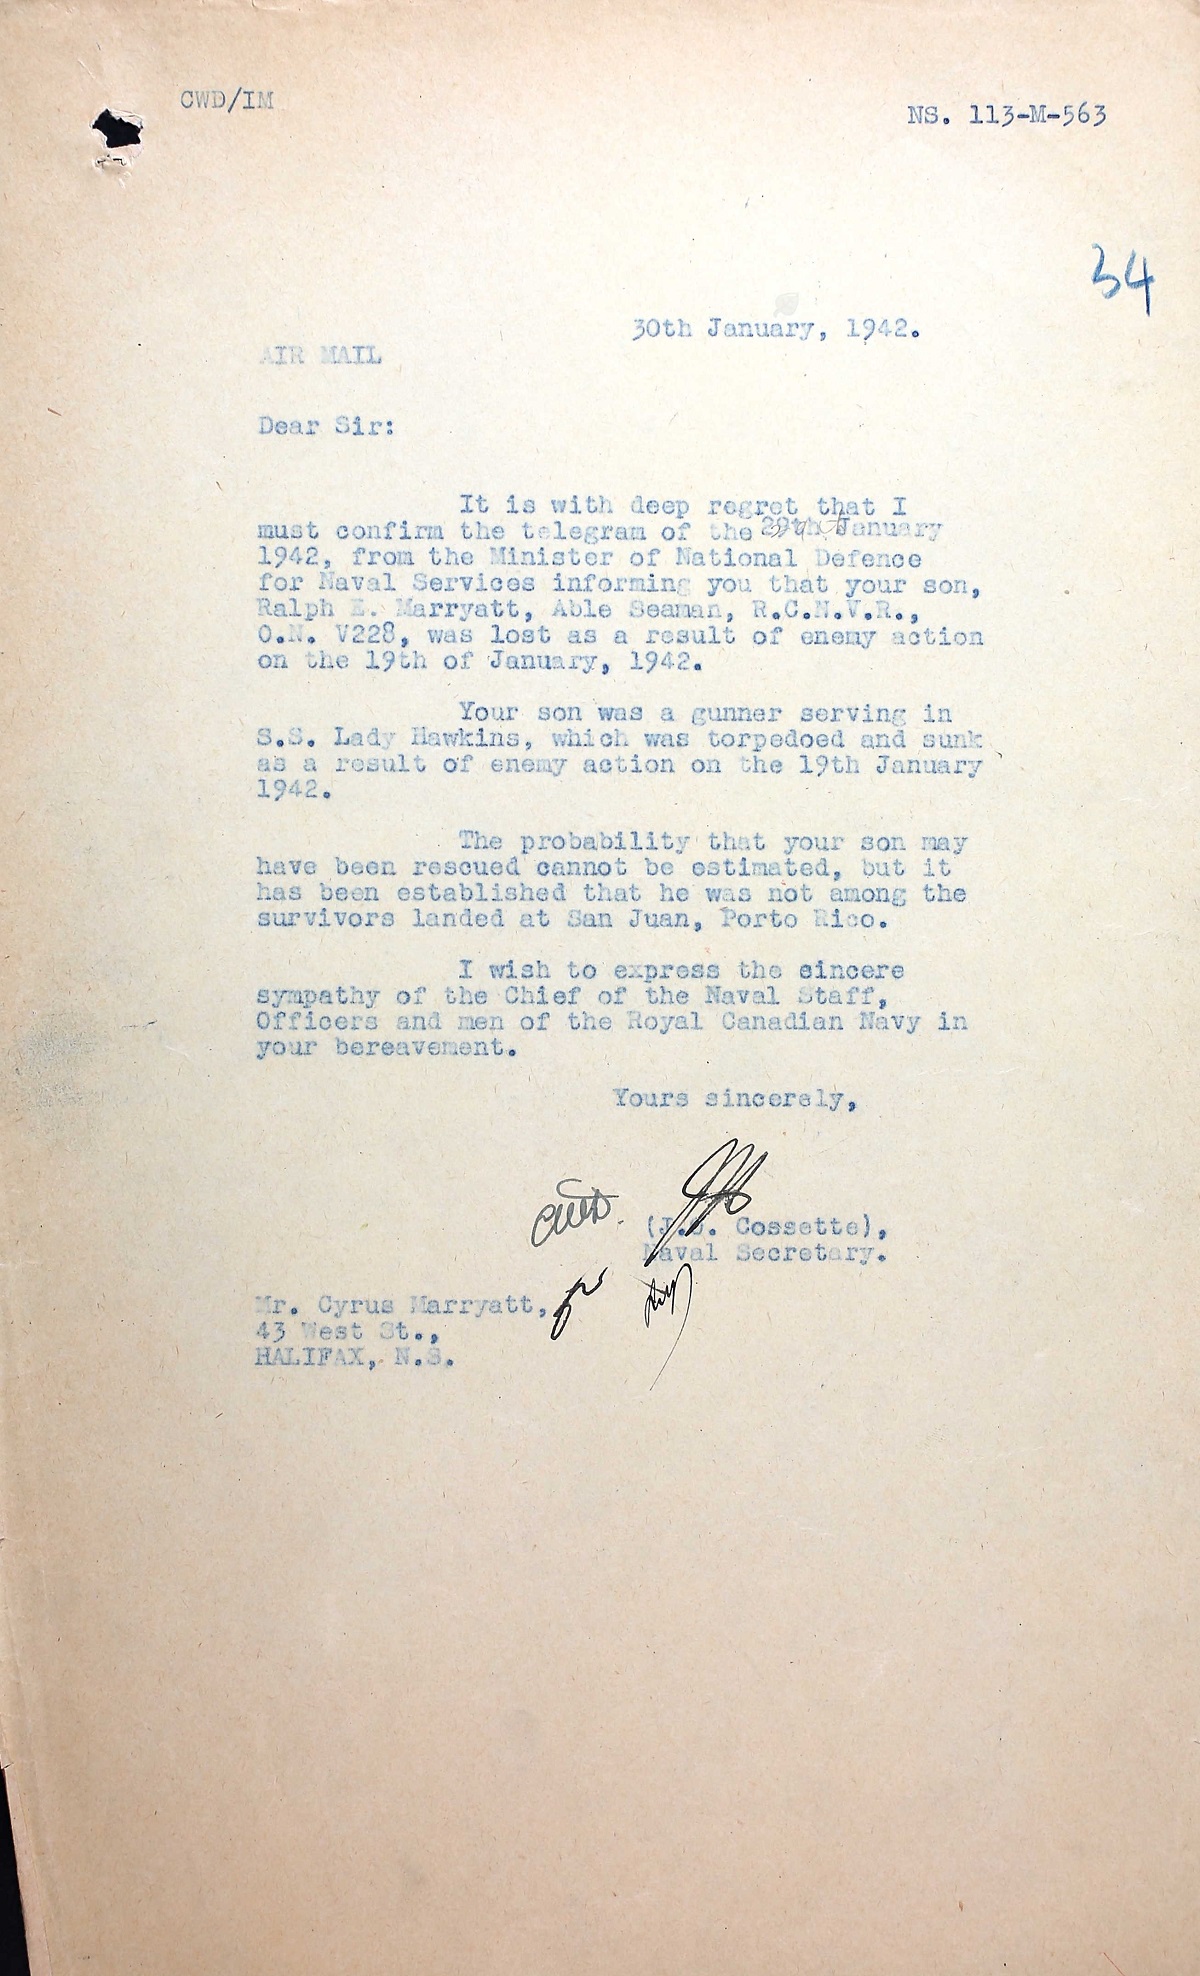 CWD/IM
NS. 113-M-563
34
30th January, 1942.
AIR MAIL
Dear Sir:
It is with deep regret that I
must confirm the telegram of the 29th January
1942, from the Minister of National Defence
for Naval Services informing you that your son,
Ralph E. Marryatt, Able Seaman, R.C.N.V.R.,
O.N. V228, was lost as a result of enemy action
on the 19th of January, 1942.
Your son was a gunner serving in
S.S. Lady Hawkins, which was torpedoed and sunk
as a result of enemy action on the 19th January
1942.
The probability that your son may
have been rescued cannot be estimated, but it
has been established that he was not among the
survivors landed at San Juan, Porto Rico.
I wish to express the sincere
sympathy of the Chief of the Naval Staff,
Officers and men of the Royal Canadian Navy in
your bereavement.
Yours sincerely,
CWD.
(J.O. Cossette),
Naval Secretary.
Mr. Cyrus Marryatt,
43 West St.,
HALIFAX, N.S.